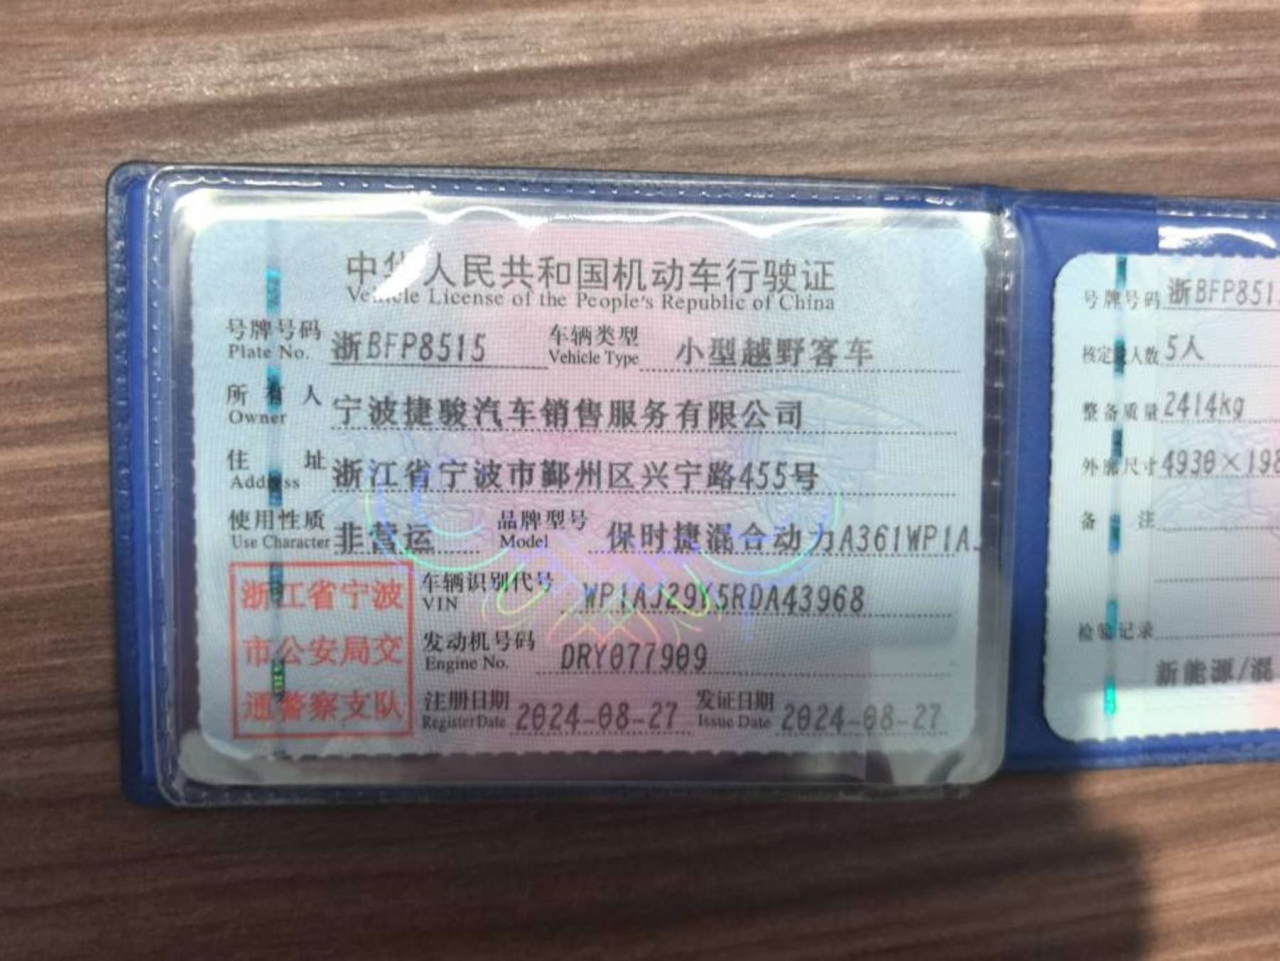 中华人民共和国机动车行驶证
Vehicle License of the People's Republic of China
号牌号码 浙BFP8515 车辆类型 小型越野客车
Plate No. Vehicle Type
所有人 宁波捷骏汽车销售服务有限公司
Owner
住址 浙江省宁波市鄞州区兴宁路455号
Address
使用性质 非营运 品牌型号 保时捷混合动力A361WP1A
Use Character Model
浙江省宁波
市公安局交
通警察支队
车辆识别代号 WP1AJ29Y5RDA43968
VIN
发动机号码 DRY077909
Engine No.
注册日期 2024-08-27 发证日期 2024-08-27
Register Date Issue Date
号牌号码 浙BFP851
核定载人数 5人
整备质量 2414kg
外廓尺寸 4930×198
备注
检验记录
新能源/混